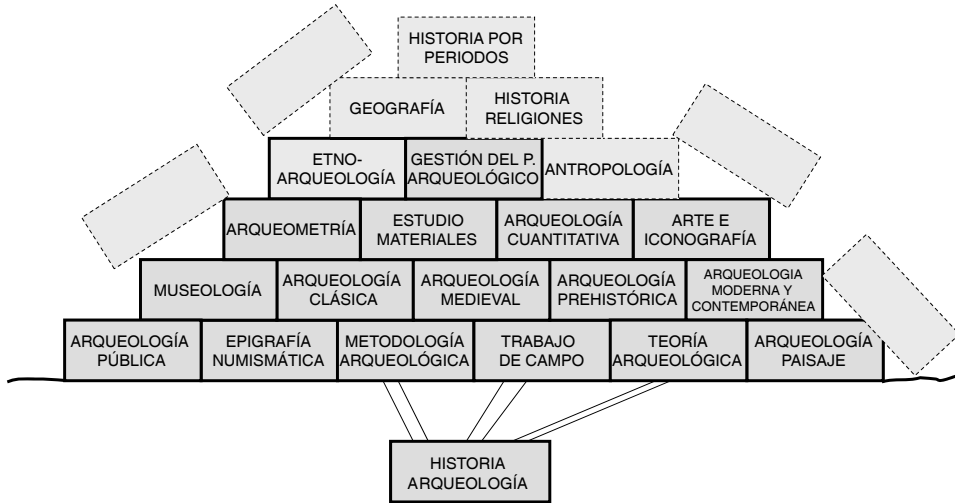 HISTORIA POR
PERIODOS
GEOGRAFÍA
HISTORIA
RELIGIONES
ETNO-
ARQUEOLOGÍA
GESTIÓN DEL P.
ARQUEOLÓGICO
ANTROPOLOGÍA
ARQUEOMETRÍA
ESTUDIO
MATERIALES
ARQUEOLOGÍA
CUANTITATIVA
ARTE E
ICONOGRAFÍA
MUSEOLOGÍA
ARQUEOLOGÍA
CLÁSICA
ARQUEOLOGÍA
MEDIEVAL
ARQUEOLOGÍA
PREHISTÓRICA
ARQUEOLOGIA
MODERNA Y
CONTEMPORÁNEA
ARQUEOLOGÍA
PÚBLICA
EPIGRAFÍA
NUMISMÁTICA
METODOLOGÍA
ARQUEOLÓGICA
TRABAJO
DE CAMPO
TEORÍA
ARQUEOLÓGICA
ARQUEOLOGÍA
PAISAJE
HISTORIA
ARQUEOLOGÍA